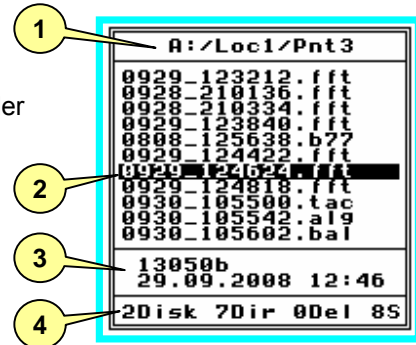 1
A:/Loc1/Pnt3
0929_123212.fft
0928_210136.fft
er
0928_210334.fft
0929_123840.fft
0808_125638.b77
0929_124422.fft
2
0929_124624.fft
0929_124818.fft
0930_105500.tac
0930_105542.alg
0930_105602.bal
3
13050b
29.09.2008 12:46
4
2Disk 7Dir 0Del 8S